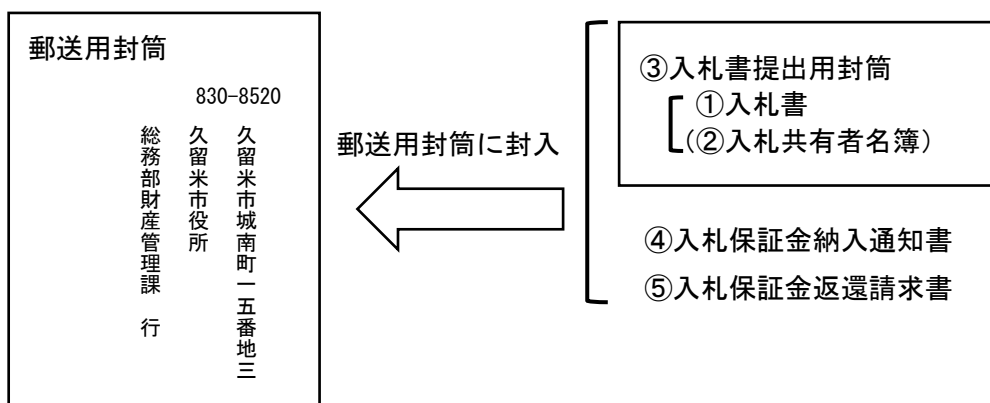 郵送用封筒
830-8520
久留米市城南町一五番地三
久留米市役所
総務部財産管理課　行
郵送用封筒に封入
③入札書提出用封筒
①入札書
(②入札共有者名簿)
④入札保証金納入通知書
⑤入札保証金返還請求書